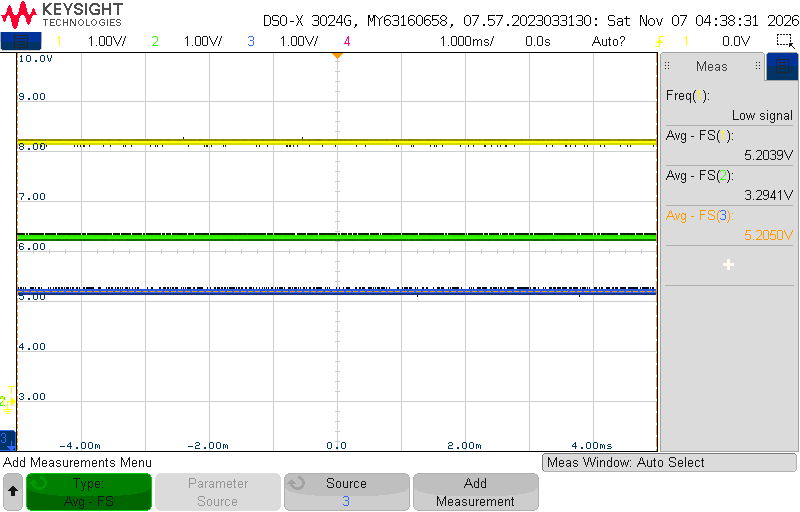 KEYSIGHT
TECHNOLOGIES
DSO-X 3024G, MY63160658, 07.57.2023033130: Sat Nov 07 04:38:31 2026
1 1.00V/ 2 1.00V/ 3 1.00V/ 4 1.000ms/ 0.0s Auto? 1 0.0V
10.0V
9.00
8.00
7.00
6.00
5.00
4.00
3.00
-4.00m -2.00m 0.0 2.00m 4.00ms
2
3
Meas
Freq( ):
Low signal
Avg - FS( ):
5.2039V
Avg - FS(2):
3.2941V
Avg - FS(3):
5.2050V
Add Measurements Menu
Meas Window: Auto Select
Type:
Avg - FS
Parameter
Source
Source
3
Add
Measurement